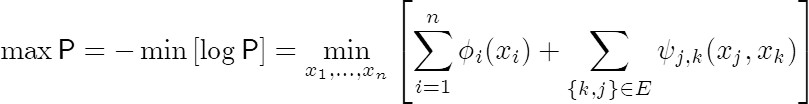 max P = − min [log P] = min_{x_1,...,x_n} [ ∑_{i=1}^{n} ϕ_i(x_i) + ∑_{{k,j}∈E} ψ_{j,k}(x_j, x_k) ]